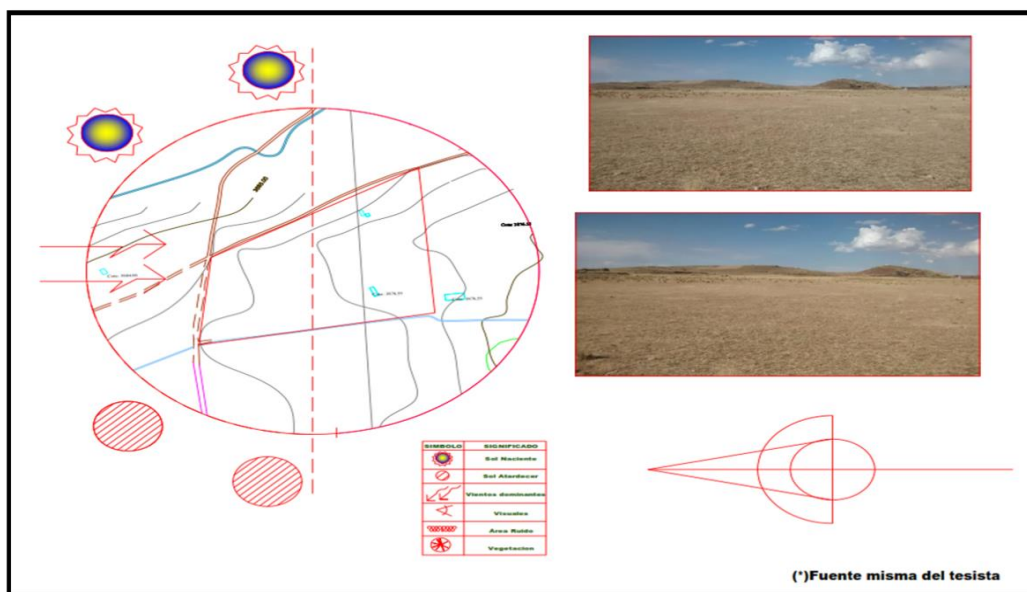 SIMBOLO SIGNIFICADO
Sol Naciente
Sol Atardecer
Vientos dominantes
Visuales
Área Ruido
Vegetacion
(*)Fuente misma del tesista